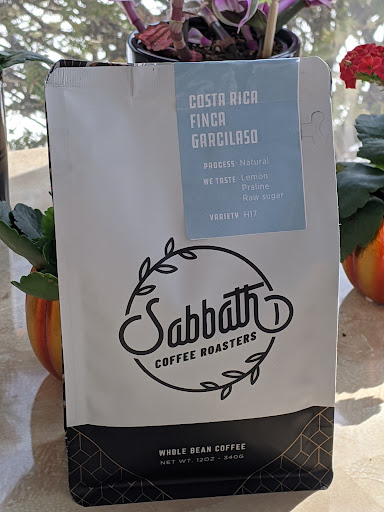 COSTA RICA
FINCA
GARCILASO
PROCESS Natural
WE TASTE Lemon
Praline
Raw sugar
VARIETY H17
Sabbath
COFFEE ROASTERS
WHOLE BEAN COFFEE
NET WT. 12OZ - 340G